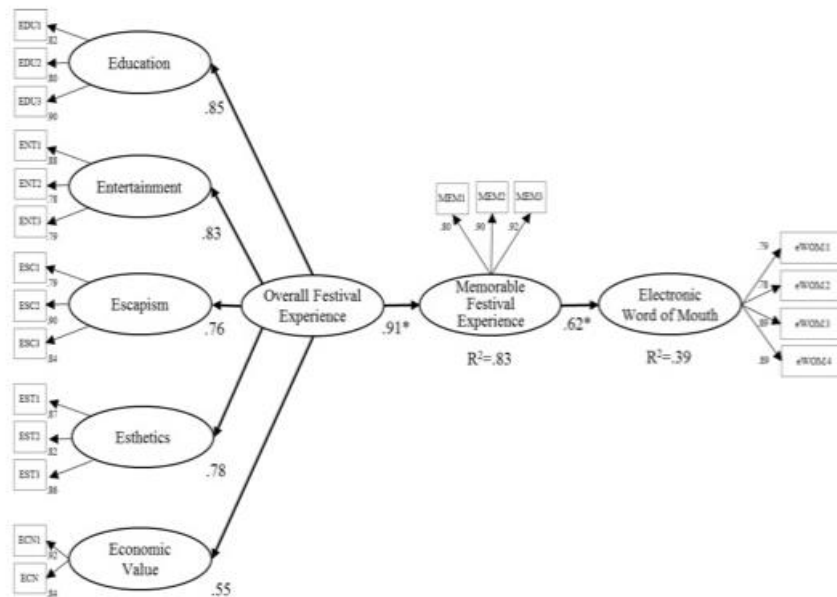 EDU1
.82
EDU2
.80
EDU3
.90
Education
.85
ENT1
.88
ENT2
.78
ENT3
.79
Entertainment
.83
ESC1
.79
ESC2
.90
ESC3
.84
Escapism
.76
EST1
.87
EST2
.82
EST3
.86
Esthetics
.78
ECN1
.92
ECN
.84
Economic
Value
.55
Overall Festival
Experience
.91*
MEM1
MEM2
MEM3
.80
.90
.92
Memorable
Festival
Experience
R²=.83
.62*
Electronic
Word of Mouth
R²=.39
.79
eWOM1
.78
eWOM2
.89
eWOM3
.89
eWOM4